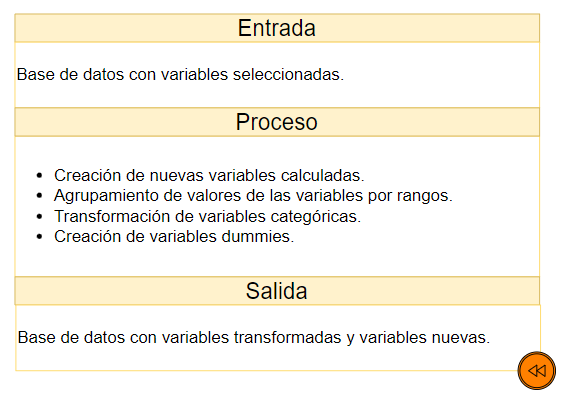 Entrada
Base de datos con variables seleccionadas.
Proceso
• Creación de nuevas variables calculadas.
• Agrupamiento de valores de las variables por rangos.
• Transformación de variables categóricas.
• Creación de variables dummies.
Salida
Base de datos con variables transformadas y variables nuevas.